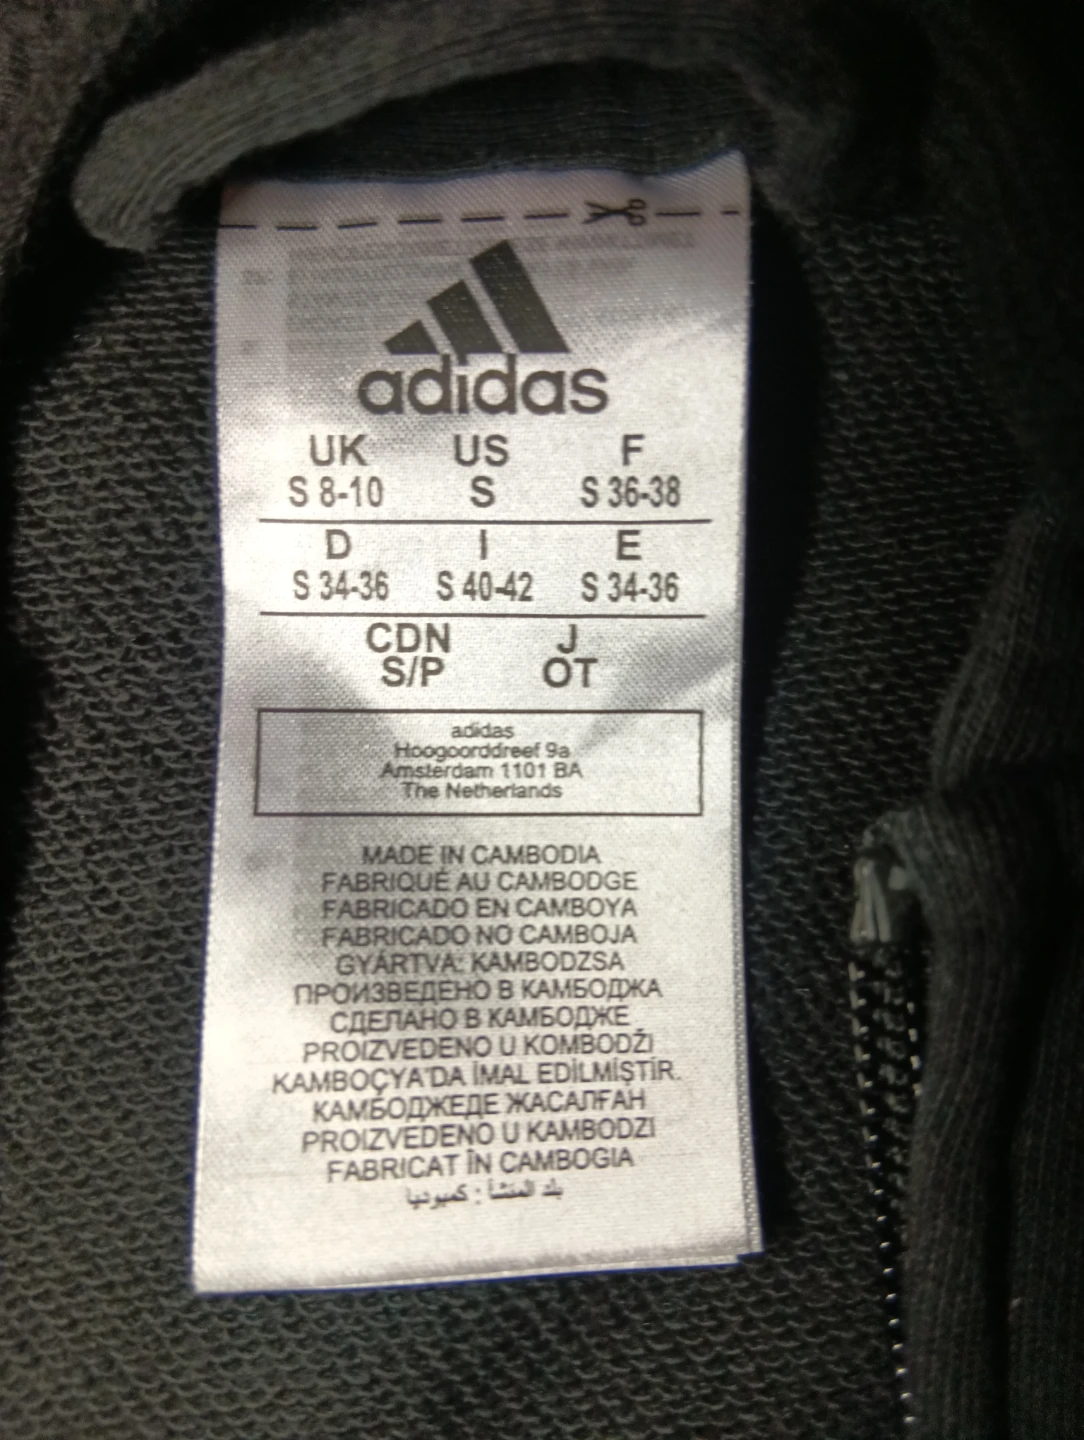 adidas
UK US F
S 8-10 S S 36-38
D I E
S 34-36 S 40-42 S 34-36
CDN J
S/P OT
adidas
Hoogoorddreef 9a
Amsterdam 1101 BA
The Netherlands
MADE IN CAMBODIA
FABRIQUÉ AU CAMBODGE
FABRICADO EN CAMBOYA
FABRICADO NO CAMBOJA
GYÁRTVA: KAMBODZSA
ПРОИЗВЕДЕНО В КАМБОДЖА
СДЕЛАНО В КАМБОДЖЕ
PROIZVEDENO U KOMBODŽI
KAMBOÇYA'DA İMAL EDİLMİŞTİR.
КАМБОДЖЕДЕ ЖАСАЛҒАН
PROIZVEDENO U KAMBODZI
FABRICAT ÎN CAMBOGIA
بلد المنشأ : كمبوديا